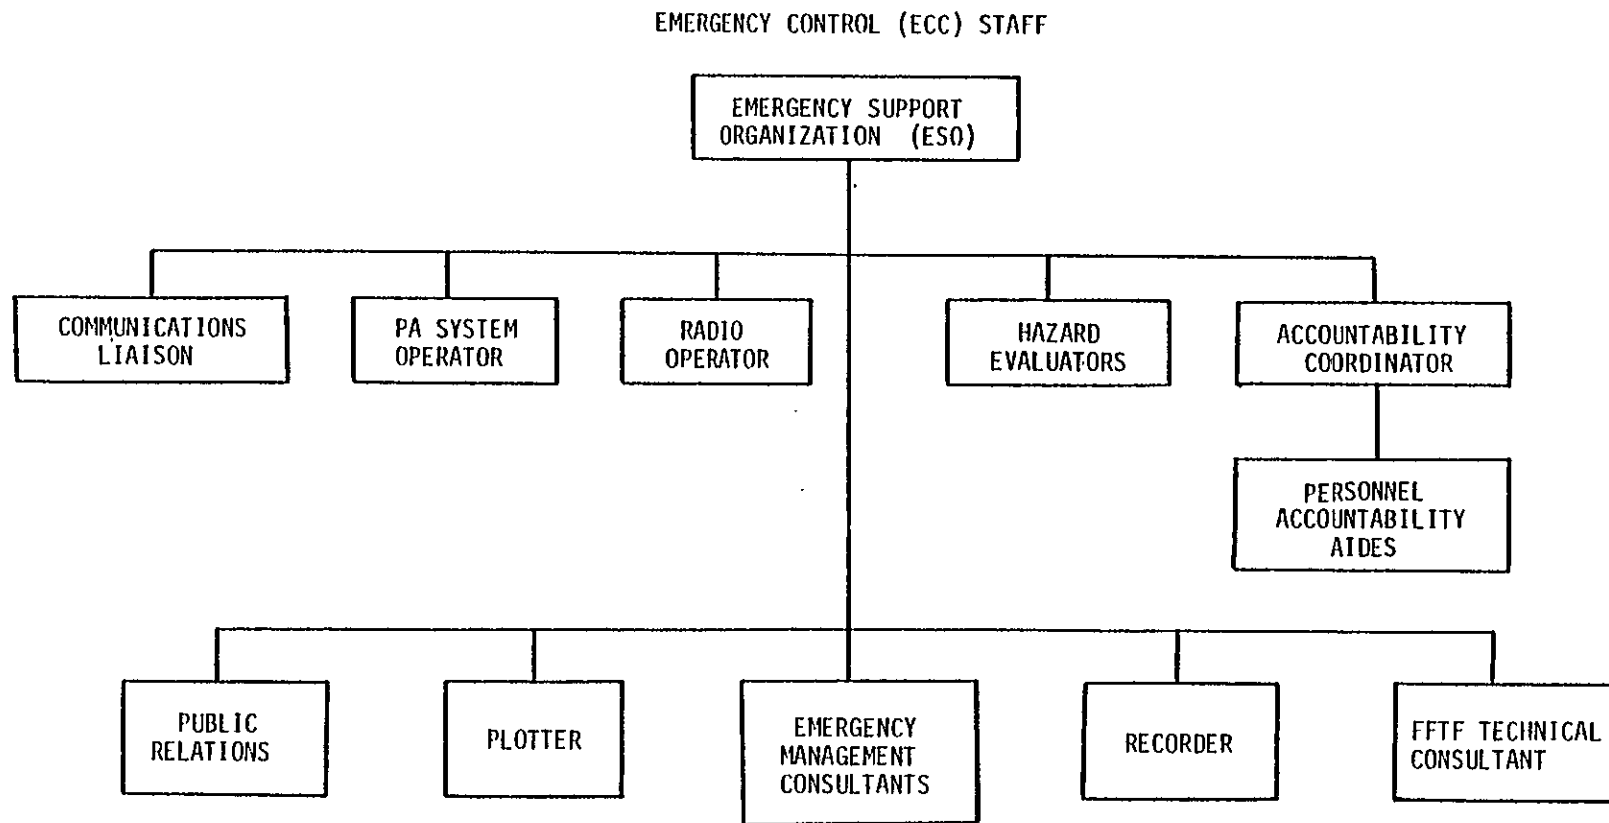 EMERGENCY CONTROL (ECC) STAFF
EMERGENCY SUPPORT
ORGANIZATION (ESO)
COMMUNICATIONS
LIAISON
PA SYSTEM
OPERATOR
RADIO
OPERATOR
HAZARD
EVALUATORS
ACCOUNTABILITY
COORDINATOR
PERSONNEL
ACCOUNTABILITY
AIDES
PUBLIC
RELATIONS
PLOTTER
EMERGENCY
MANAGEMENT
CONSULTANTS
RECORDER
FFTF TECHNICAL
CONSULTANT